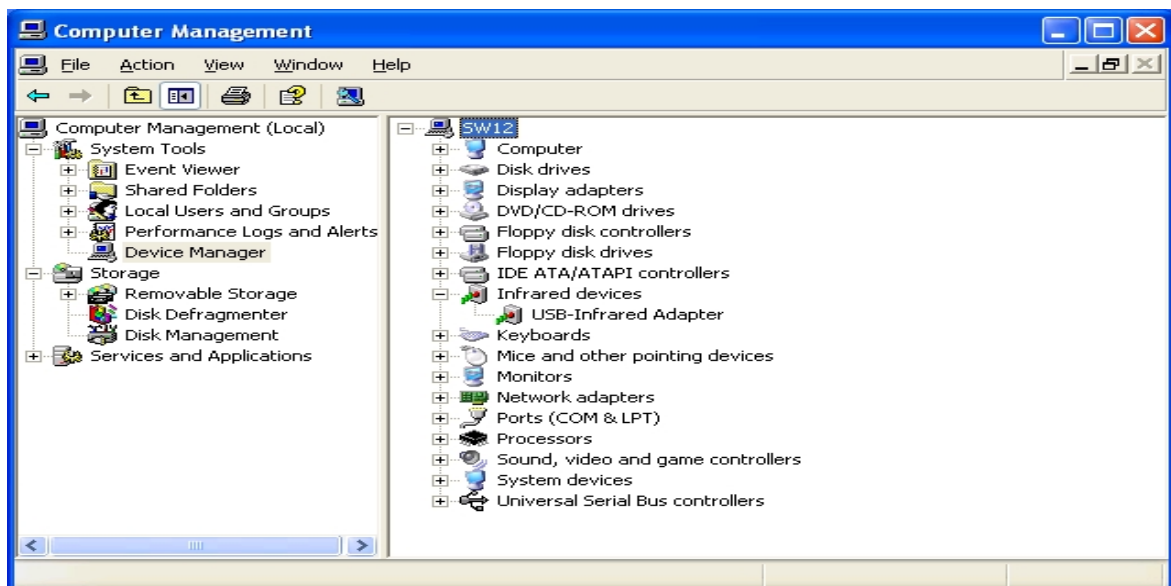 Computer Management
File Action View Window Help
Computer Management (Local)
System Tools
Event Viewer
Shared Folders
Local Users and Groups
Performance Logs and Alerts
Device Manager
Storage
Removable Storage
Disk Defragmenter
Disk Management
Services and Applications
SW12
Computer
Disk drives
Display adapters
DVD/CD-ROM drives
Floppy disk controllers
Floppy disk drives
IDE ATA/ATAPI controllers
Infrared devices
USB-Infrared Adapter
Keyboards
Mice and other pointing devices
Monitors
Network adapters
Ports (COM & LPT)
Processors
Sound, video and game controllers
System devices
Universal Serial Bus controllers